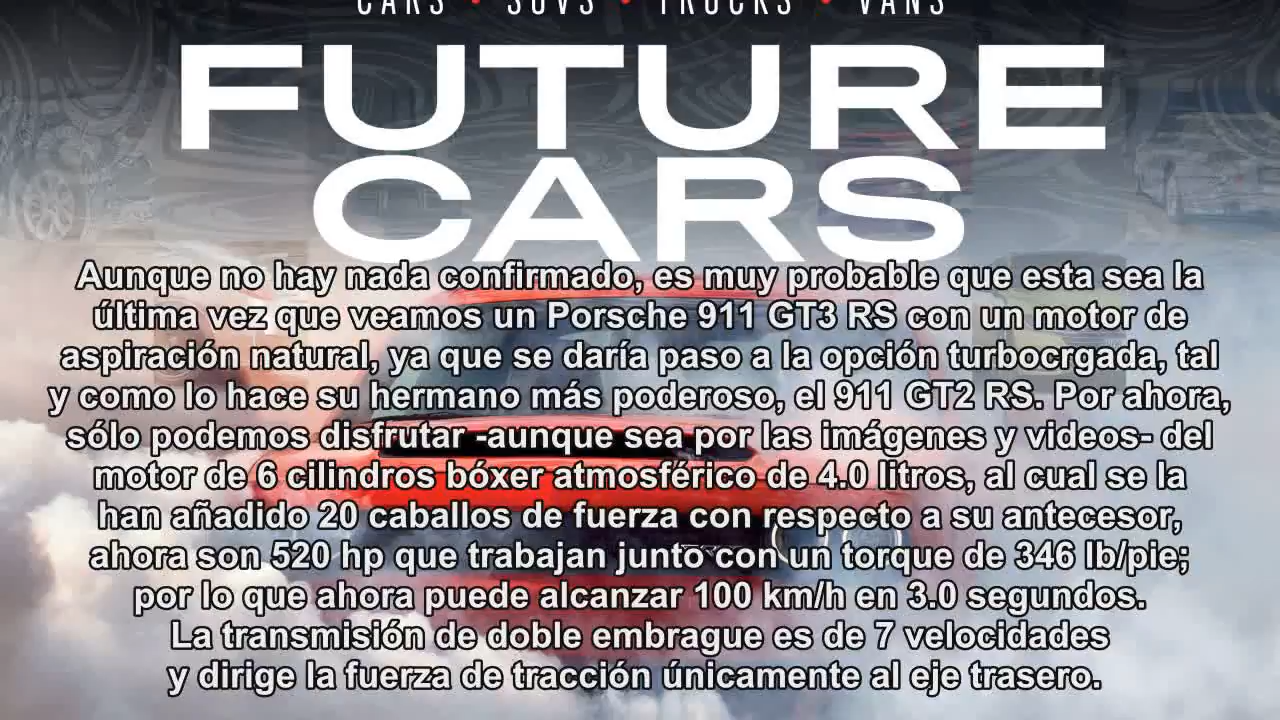 CARS • SUVS • TRUCKS • VANS
FUTURE
CARS
Aunque no hay nada confirmado, es muy probable que esta sea la
última vez que veamos un Porsche 911 GT3 RS con un motor de
aspiración natural, ya que se daría paso a la opción turbocrgada, tal
y como lo hace su hermano más poderoso, el 911 GT2 RS. Por ahora,
sólo podemos disfrutar -aunque sea por las imágenes y videos- del
motor de 6 cilindros bóxer atmosférico de 4.0 litros, al cual se la
han añadido 20 caballos de fuerza con respecto a su antecesor,
ahora son 520 hp que trabajan junto con un torque de 346 lb/pie;
por lo que ahora puede alcanzar 100 km/h en 3.0 segundos.
La transmisión de doble embrague es de 7 velocidades
y dirige la fuerza de tracción únicamente al eje trasero.